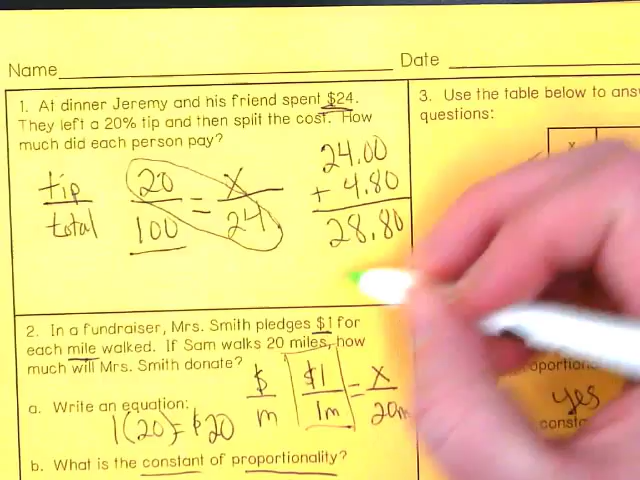 Name
Date
1. At dinner Jeremy and his friend spent $24.
They left a 20% tip and then split the cost. How
much did each person pay?
tip
total
20
100
=
x
24
24.00
+ 4.80
28.80
2. In a fundraiser, Mrs. Smith pledges $1 for
each mile walked. If Sam walks 20 miles, how
much will Mrs. Smith donate?
a. Write an equation:
1(20)= $20
$
m
$1
1m
=
x
20m
b. What is the constant of proportionality?
3. Use the table below to
questions:
x
yes